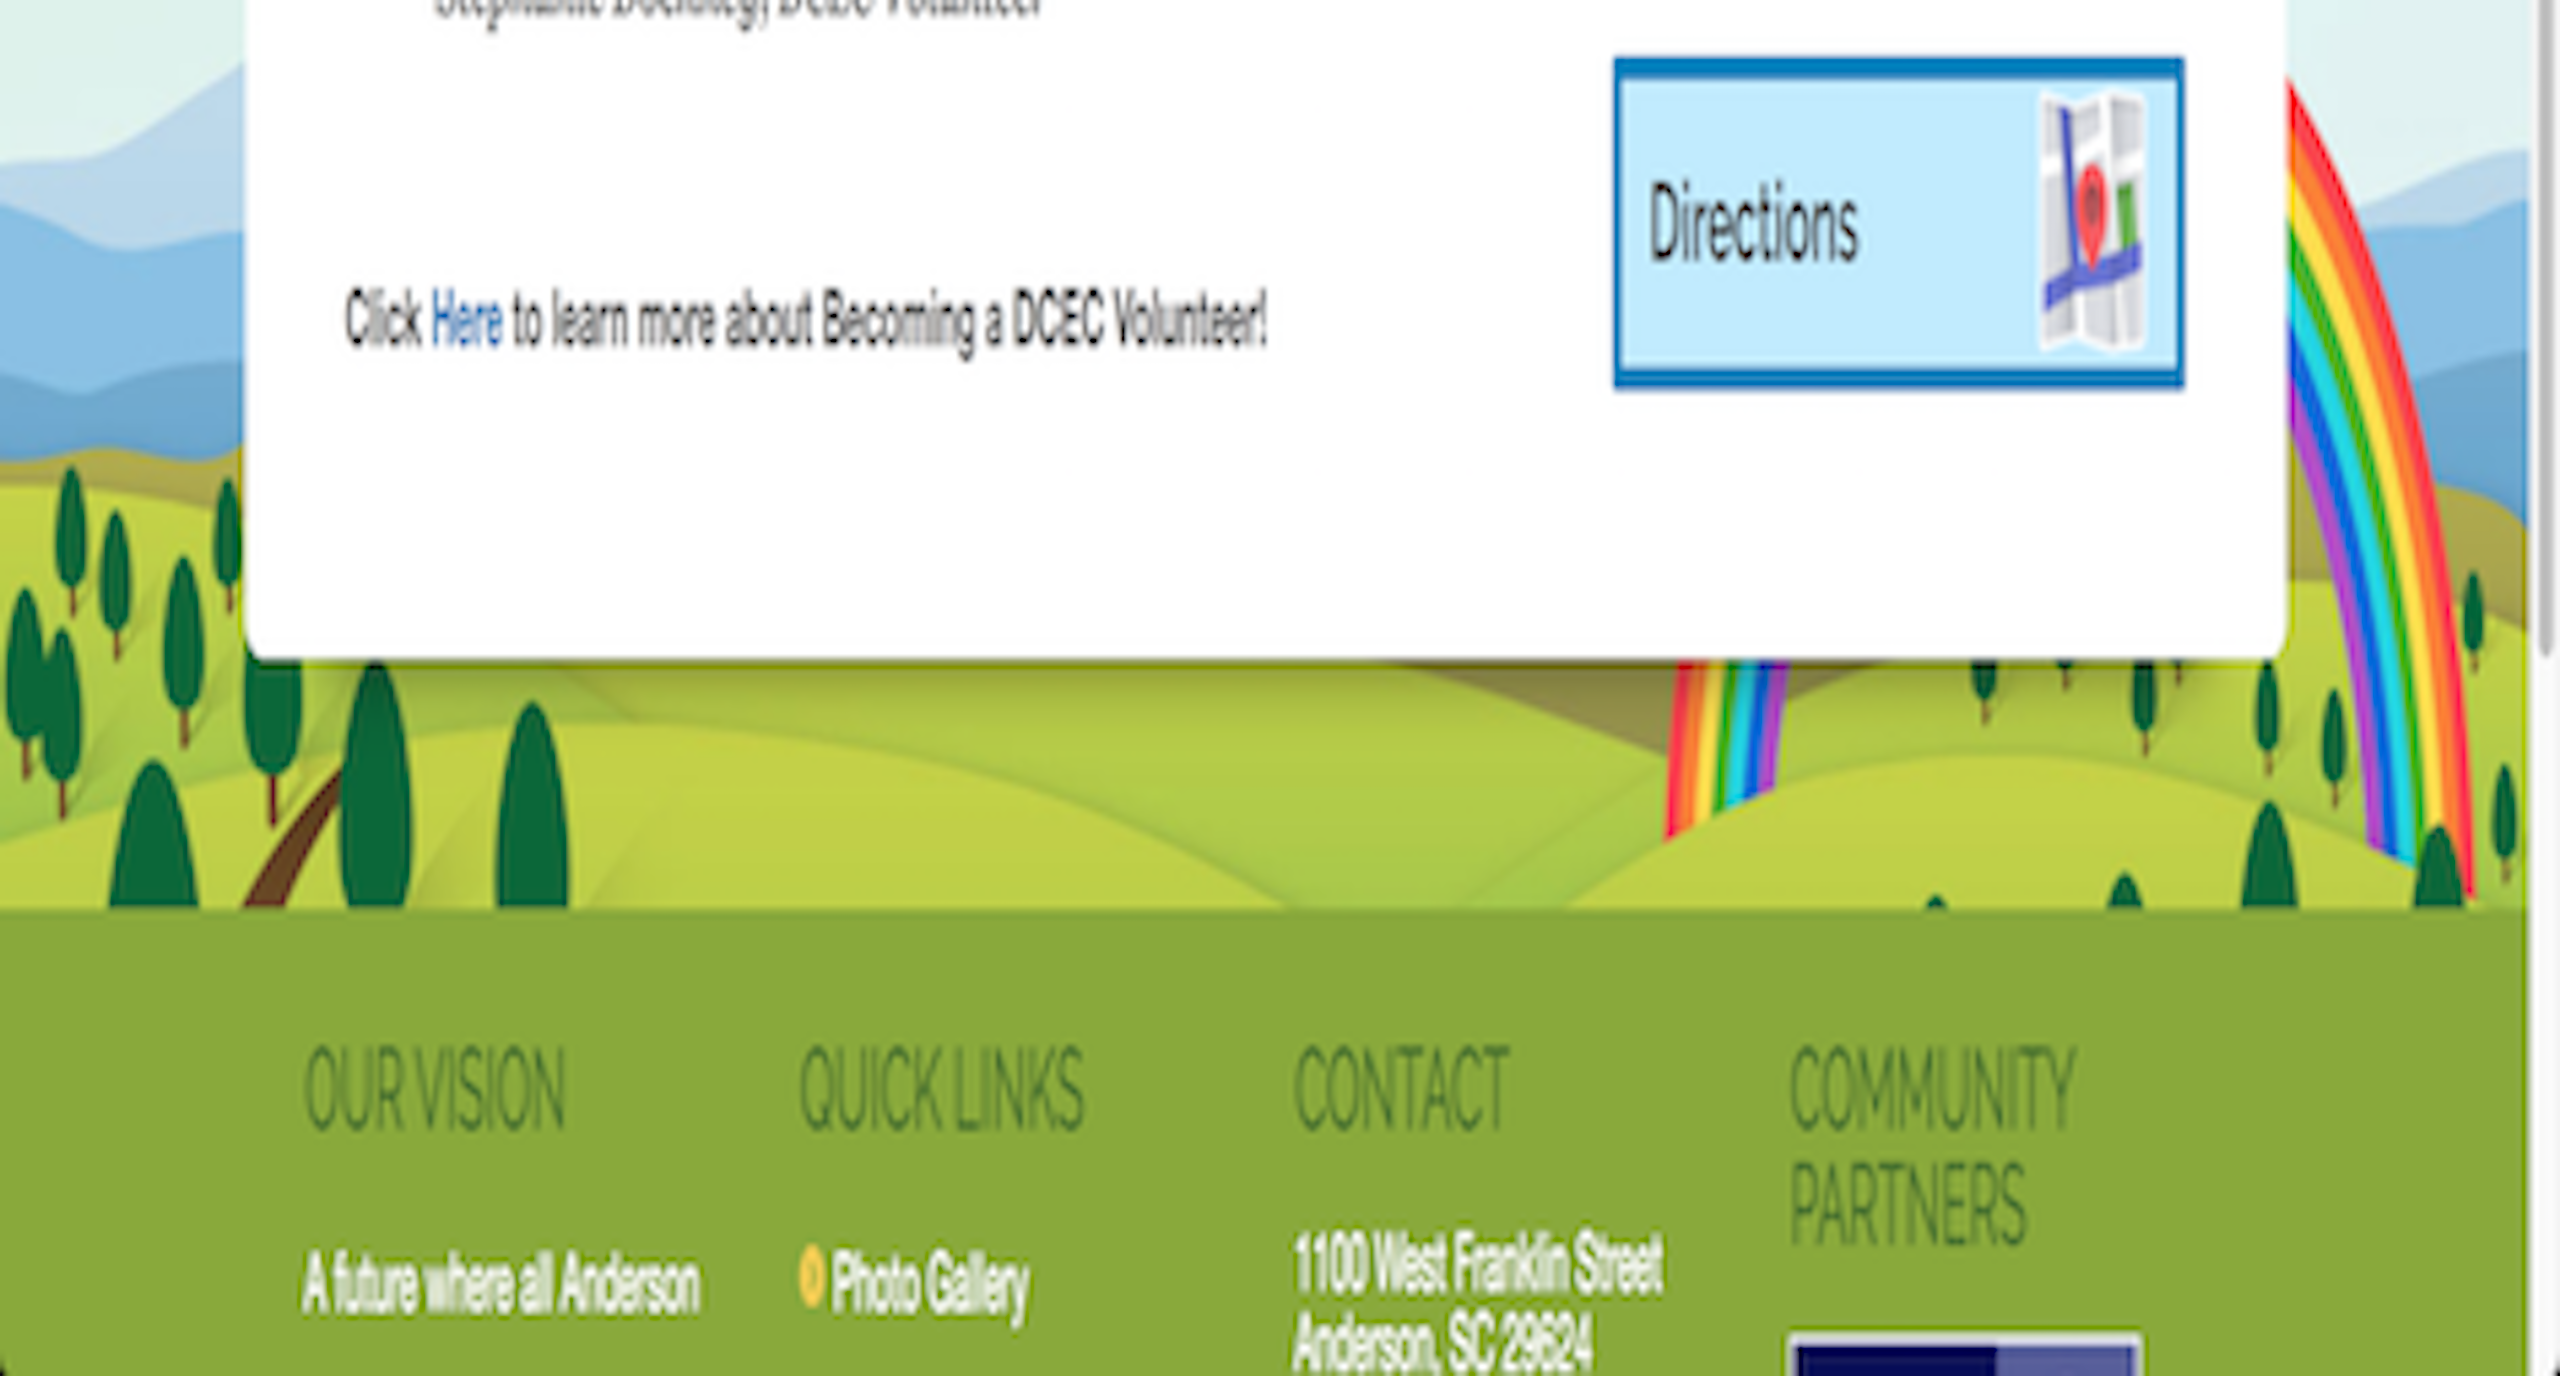 DCEC Volunteer
Directions
Click Here to learn more about Becoming a DCEC Volunteer!
OUR VISION
QUICK LINKS
CONTACT
COMMUNITY
PARTNERS
A future where all Anderson
Photo Gallery
1100 West Franklin Street
Anderson, SC 29624